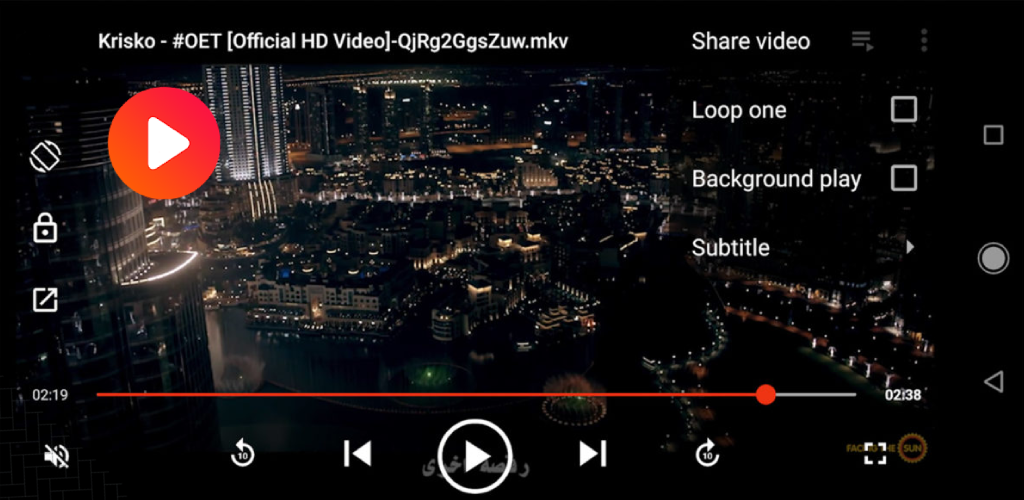 Krisko - #OET [Official HD Video]-QjRg2GgsZuw.mkv
Share video
Loop one
Background play
Subtitle
02:19
02:38
10
10
FACING THE SUN